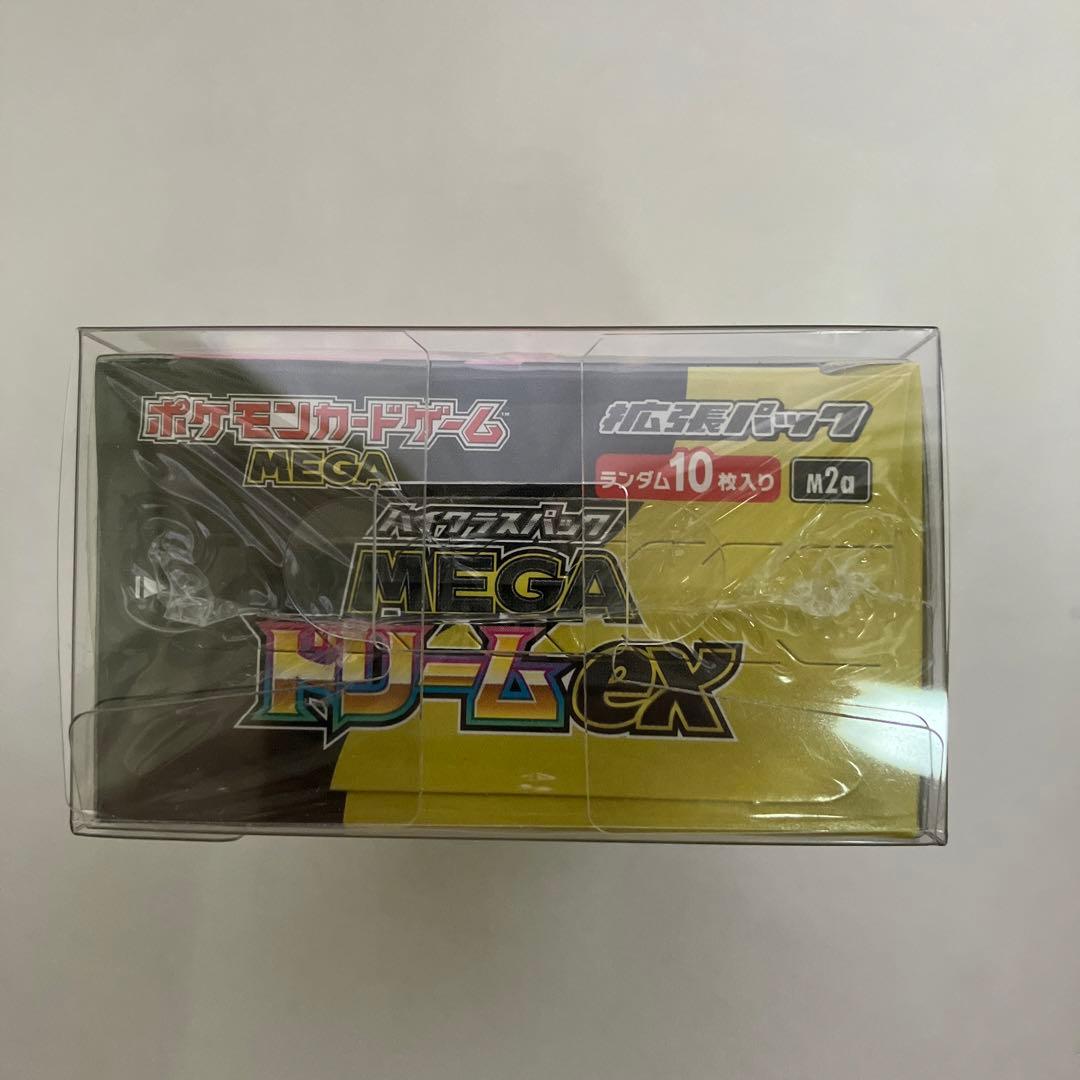 ポケモンカードゲーム™
MEGA
拡張パック
ランダム10枚入り
M2a
ハイクラスパック
MEGA
ドリームex